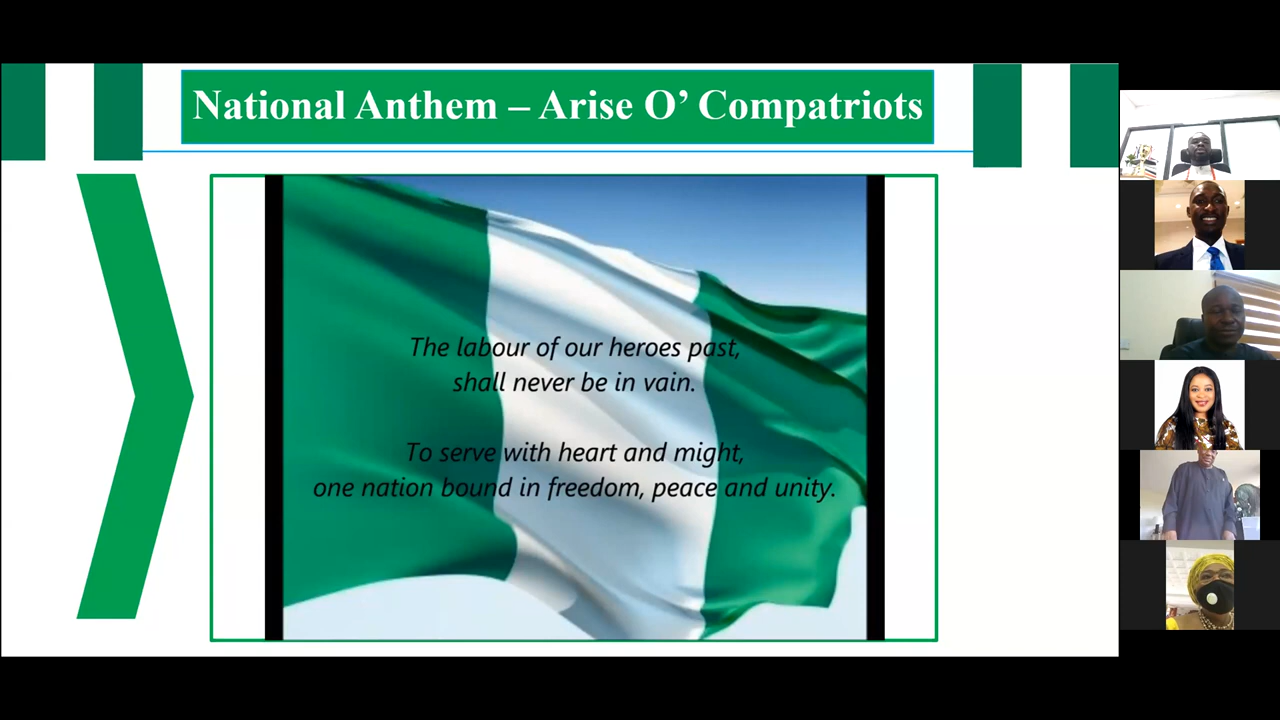 National Anthem – Arise O’ Compatriots
The labour of our heroes past,
shall never be in vain.
To serve with heart and might,
one nation bound in freedom, peace and unity.